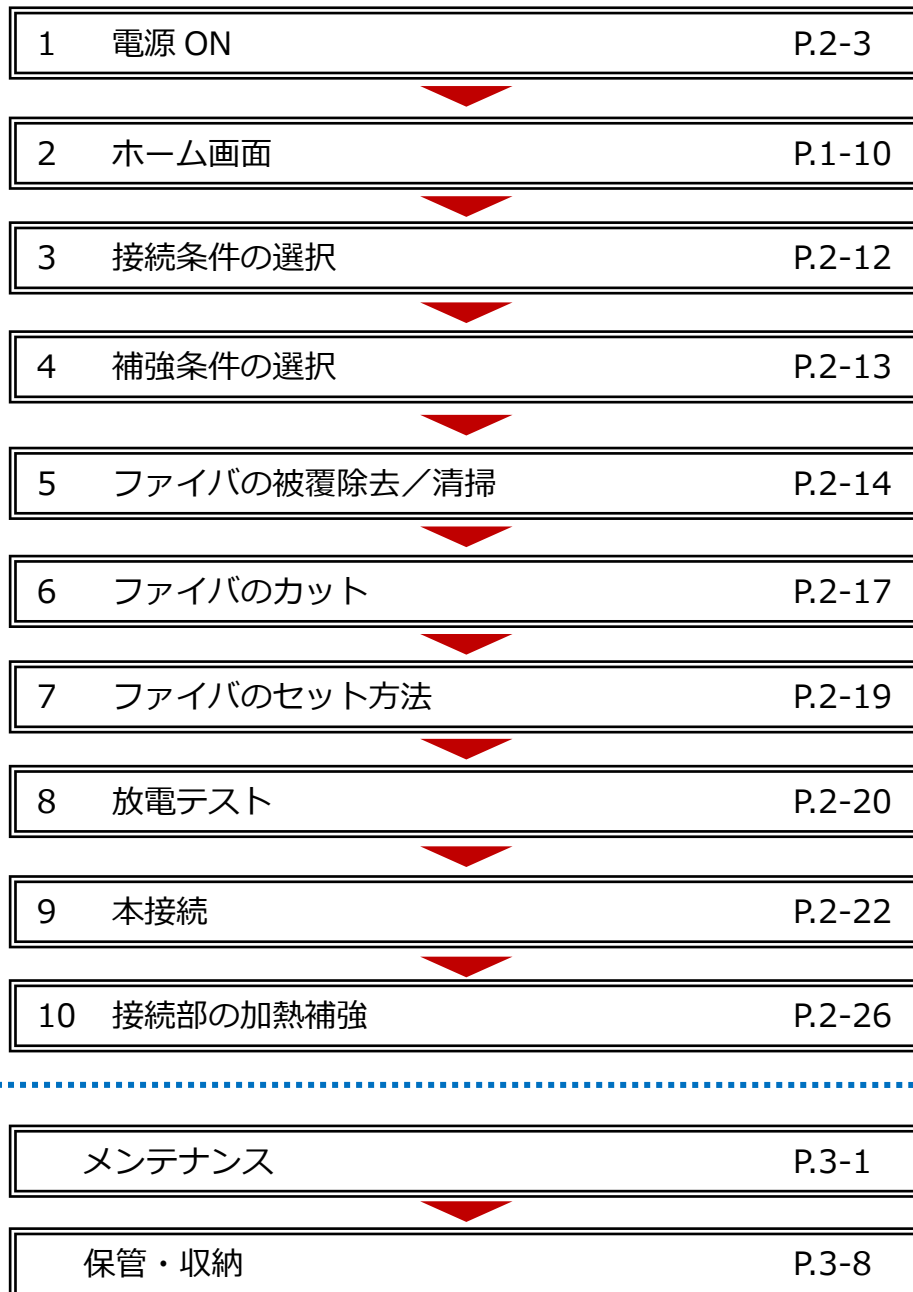 1 電源 ON P.2-3
2 ホーム画面 P.1-10
3 接続条件の選択 P.2-12
4 補強条件の選択 P.2-13
5 ファイバの被覆除去／清掃 P.2-14
6 ファイバのカット P.2-17
7 ファイバのセット方法 P.2-19
8 放電テスト P.2-20
9 本接続 P.2-22
10 接続部の加熱補強 P.2-26
メンテナンス P.3-1
保管・収納 P.3-8